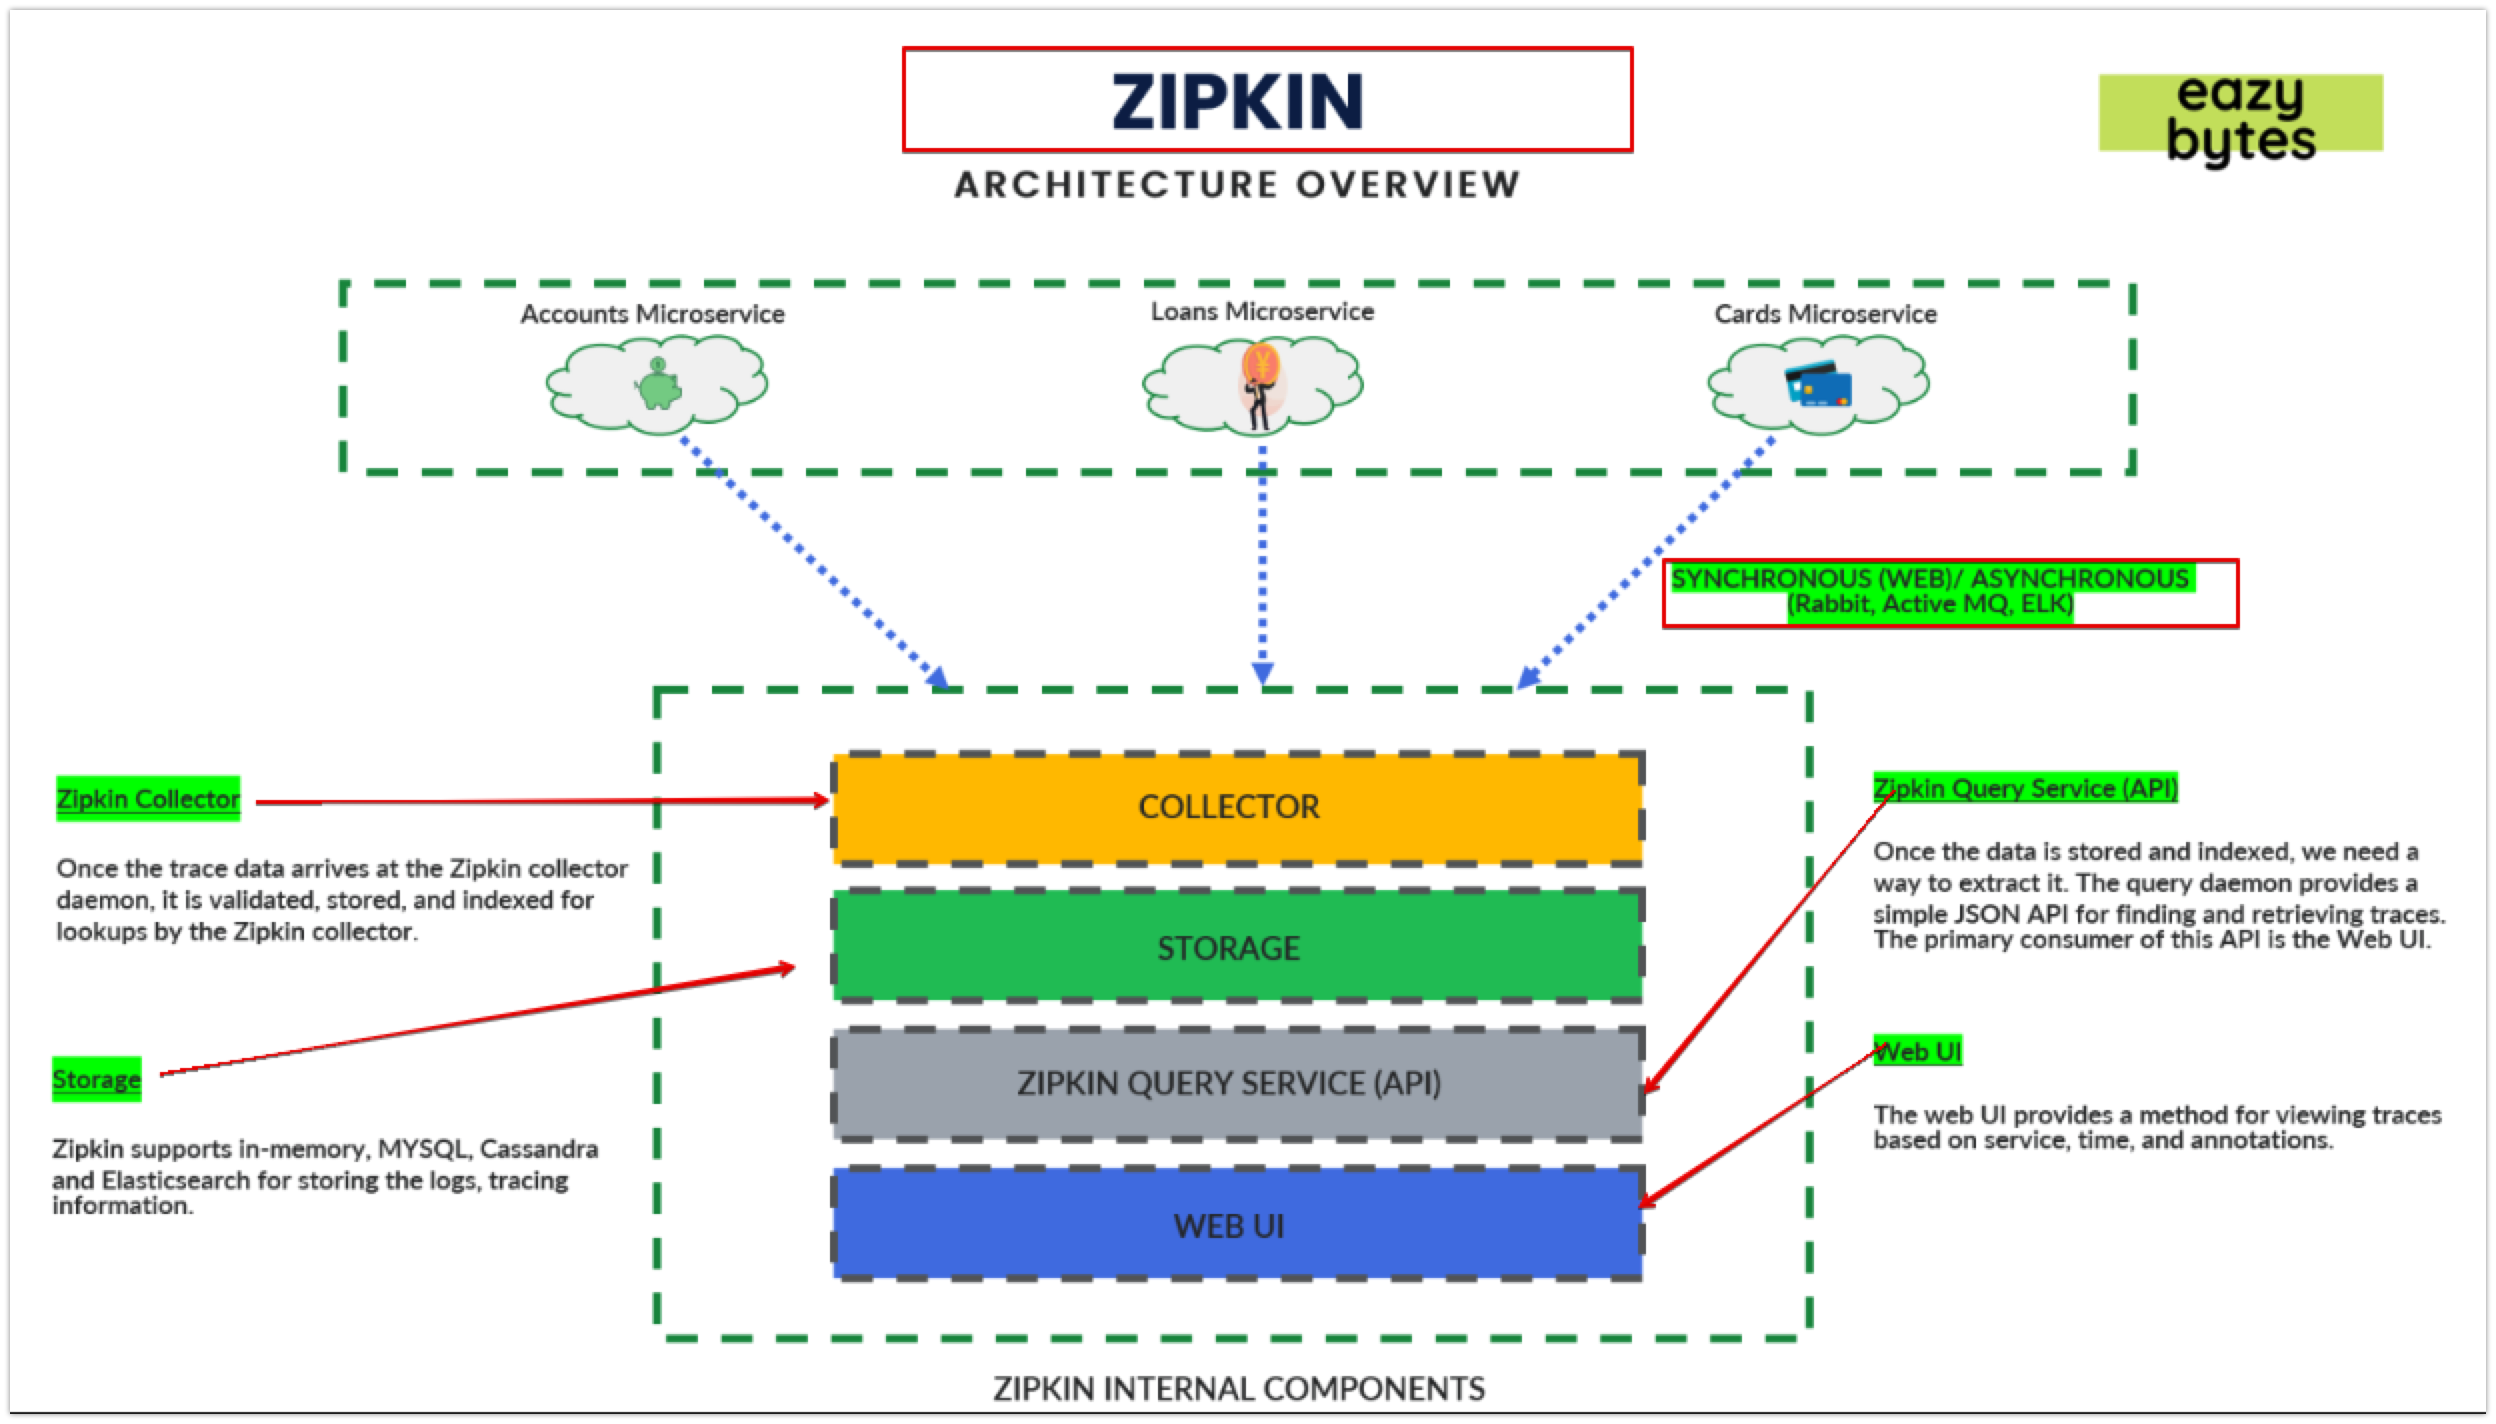 ZIPKIN
eazy
bytes
ARCHITECTURE OVERVIEW
Accounts Microservice
Loans Microservice
Cards Microservice
SYNCHRONOUS (WEB)/ ASYNCHRONOUS
(Rabbit, Active MQ, ELK)
Zipkin Collector
Once the trace data arrives at the Zipkin collector
daemon, it is validated, stored, and indexed for
lookups by the Zipkin collector.
Storage
Zipkin supports in-memory, MYSQL, Cassandra
and Elasticsearch for storing the logs, tracing
information.
COLLECTOR
STORAGE
ZIPKIN QUERY SERVICE (API)
WEB UI
Zipkin Query Service (API)
Once the data is stored and indexed, we need a
way to extract it. The query daemon provides a
simple JSON API for finding and retrieving traces.
The primary consumer of this API is the Web UI.
Web UI
The web UI provides a method for viewing traces
based on service, time, and annotations.
ZIPKIN INTERNAL COMPONENTS